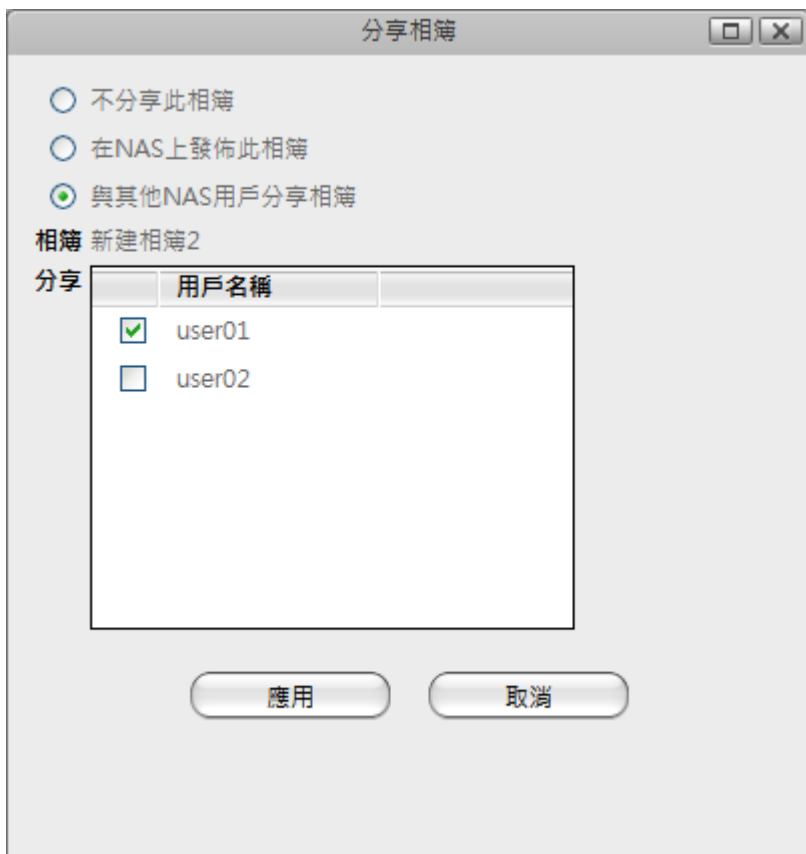 分享相簿
不分享此相簿
在NAS上發佈此相簿
與其他NAS用戶分享相簿
相簿 新建相簿2
分享 用戶名稱
user01
user02
應用 取消